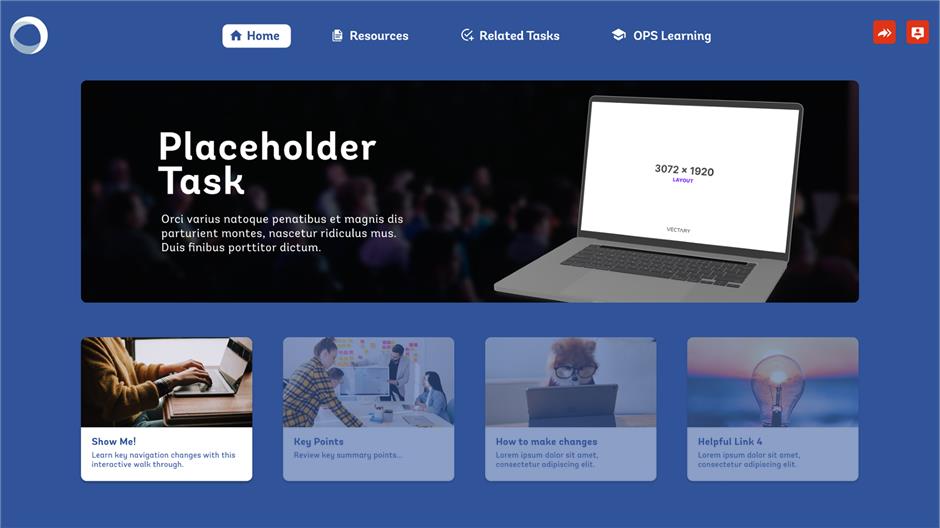 Home
Resources
Related Tasks
OPS Learning
Placeholder
Task
Orci varius natoque penatibus et magnis dis
parturient montes, nascetur ridiculus mus.
Duis finibus porttitor dictum.
3072 × 1920
LAYOUT
VECTARY
Show Me!
Learn key navigation changes with this
interactive walk through.
Key Points
Review key summary points...
How to make changes
Lorem ipsum dolor sit amet,
consectetur adipiscing elit.
Helpful Link 4
Lorem ipsum dolor sit amet,
consectetur adipiscing elit.